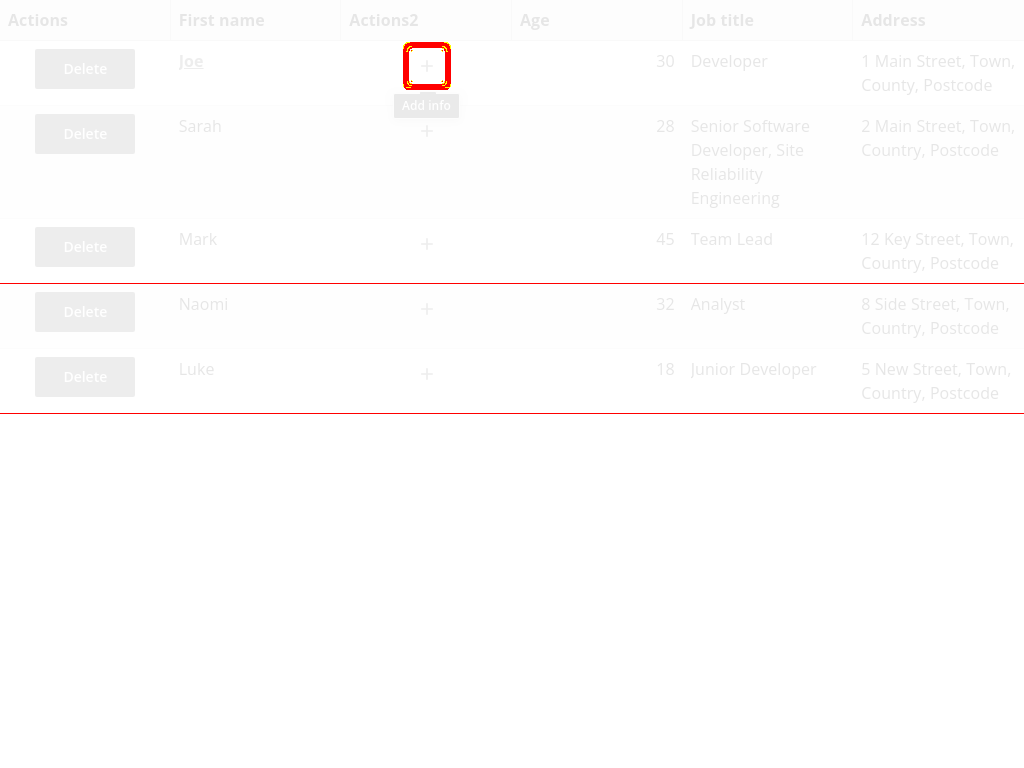 Actions First name Actions2 Age Job title Address
Delete Joe + 30 Developer 1 Main Street, Town,
County, Postcode
Add info
Delete Sarah + 28 Senior Software 2 Main Street, Town,
Developer, Site Country, Postcode
Reliability
Engineering
Delete Mark + 45 Team Lead 12 Key Street, Town,
Country, Postcode
Delete Naomi + 32 Analyst 8 Side Street, Town,
Country, Postcode
Delete Luke + 18 Junior Developer 5 New Street, Town,
Country, Postcode